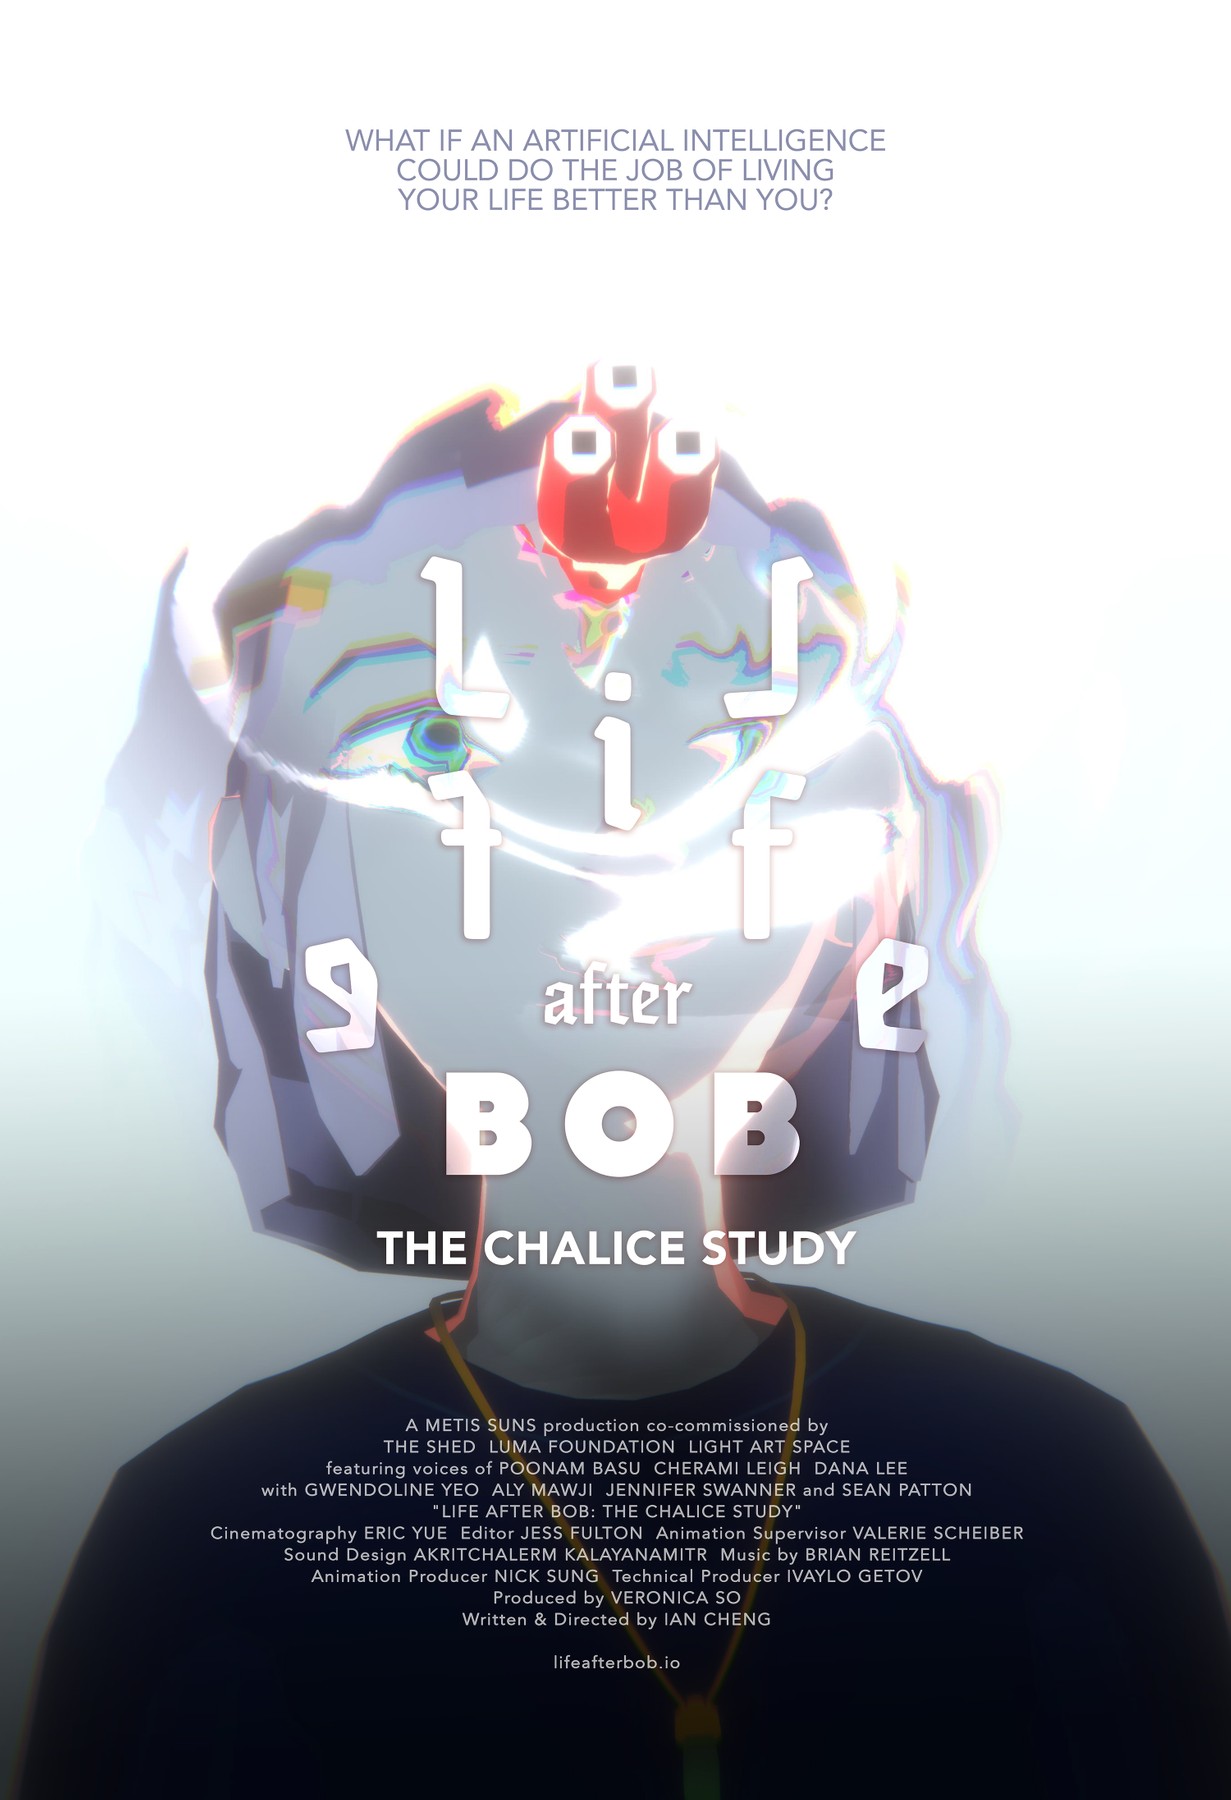 WHAT IF AN ARTIFICIAL INTELLIGENCE
COULD DO THE JOB OF LIVING
YOUR LIFE BETTER THAN YOU?
Life
after
BOB
THE CHALICE STUDY
A METIS SUNS production co-commissioned by
THE SHED LUMA FOUNDATION LIGHT ART SPACE
featuring voices of POONAM BASU CHERAMI LEIGH DANA LEE
with GWENDOLINE YEO ALY MAWJI JENNIFER SWANNER and SEAN PATTON
"LIFE AFTER BOB: THE CHALICE STUDY"
Cinematography ERIC YUE Editor JESS FULTON Animation Supervisor VALERIE SCHEIBER
Sound Design AKRITCHALERM KALAYANAMITR Music by BRIAN REITZELL
Animation Producer NICK SUNG Technical Producer IVAYLO GETOV
Produced by VERONICA SO
Written & Directed by IAN CHENG
lifeafterbob.io